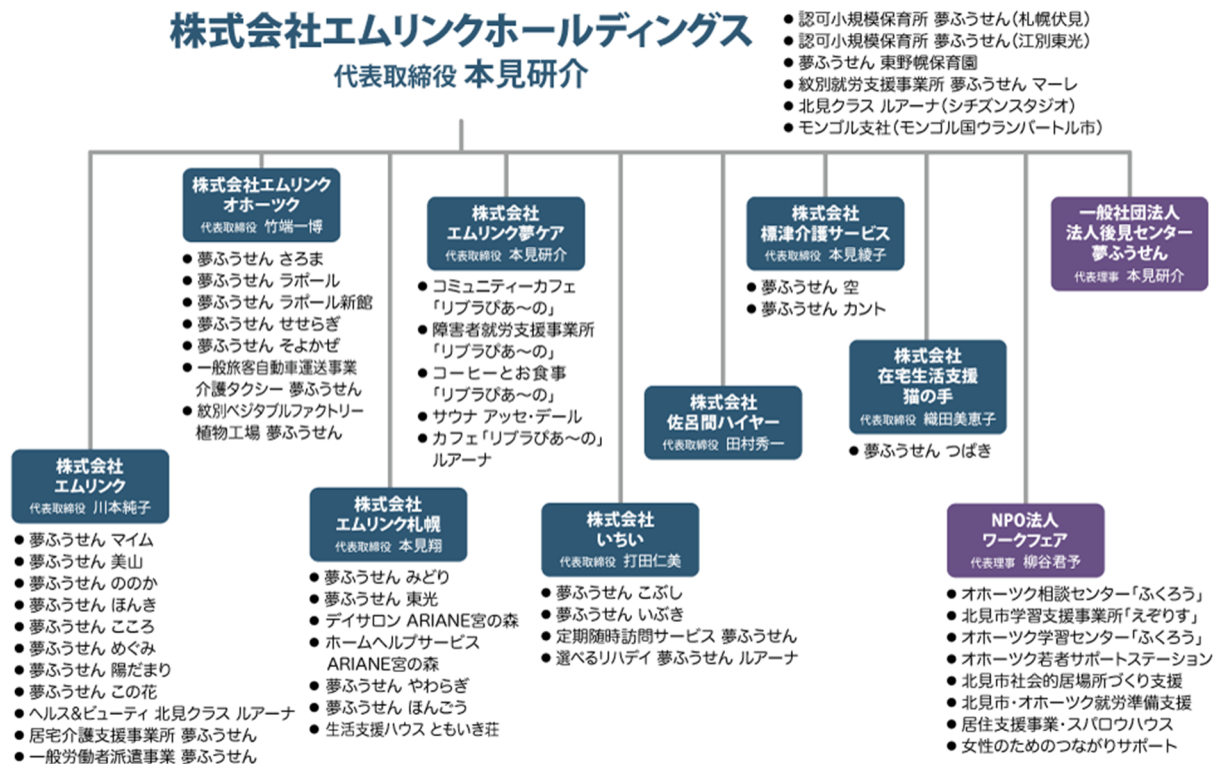 株式会社エムリンクホールディングス
代表取締役 本見研介
● 認可小規模保育所 夢ふうせん(札幌伏見)
● 認可小規模保育所 夢ふうせん(江別東光)
● 夢ふうせん 東野幌保育園
● 紋別就労支援事業所 夢ふうせん マーレ
● 北見クラス ルアーナ(シチズンスタジオ)
● モンゴル支社(モンゴル国ウランバートル市)
株式会社
エムリンク
代表取締役 川本純子
● 夢ふうせん マイム
● 夢ふうせん 美山
● 夢ふうせん ののか
● 夢ふうせん ほんき
● 夢ふうせん こころ
● 夢ふうせん めぐみ
● 夢ふうせん 陽だまり
● 夢ふうせん この花
● ヘルス&ビューティ 北見クラス ルアーナ
● 居宅介護支援事業所 夢ふうせん
● 一般労働者派遣事業 夢ふうせん
株式会社エムリンク
オホーツク
代表取締役 竹端一博
● 夢ふうせん さろま
● 夢ふうせん ラポール
● 夢ふうせん ラポール新館
● 夢ふうせん せせらぎ
● 夢ふうせん そよかぜ
● 一般旅客自動車運送事業
介護タクシー 夢ふうせん
● 紋別ベジタブルファクトリー
植物工場 夢ふうせん
株式会社
エムリンク札幌
代表取締役 本見翔
● 夢ふうせん みどり
● 夢ふうせん 東光
● デイサロン ARIANE宮の森
● ホームヘルプサービス
ARIANE宮の森
● 夢ふうせん やわらぎ
● 夢ふうせん ほんごう
● 生活支援ハウス ともいき荘
株式会社
エムリンク夢ケア
代表取締役 本見研介
● コミュニティーカフェ
「リブラぴあ～の」
● 障害者就労支援事業所
「リブラぴあ～の」
● コーヒーとお食事
「リブラぴあ～の」
● サウナ アッセ・デール
● カフェ「リブラぴあ～の」
ルアーナ
株式会社
いちい
代表取締役 打田仁美
● 夢ふうせん こぶし
● 夢ふうせん いぶき
● 定期随時訪問サービス 夢ふうせん
● 選べるリハデイ 夢ふうせん ルアーナ
株式会社
佐呂間ハイヤー
代表取締役 田村秀一
株式会社
標津介護サービス
代表取締役 本見綾子
● 夢ふうせん 空
● 夢ふうせん カント
株式会社
在宅生活支援
猫の手
代表取締役 織田美恵子
● 夢ふうせん つばき
NPO法人
ワークフェア
代表理事 柳谷君予
● オホーツク相談センター「ふくろう」
● 北見市学習支援事業所「えぞりす」
● オホーツク学習センター「ふくろう」
● オホーツク若者サポートステーション
● 北見市社会的居場所づくり支援
● 北見市・オホーツク就労準備支援
● 居住支援事業・スパロウハウス
● 女性のためのつながりサポート
一般社団法人
法人後見センター
夢ふうせん
代表理事 本見研介